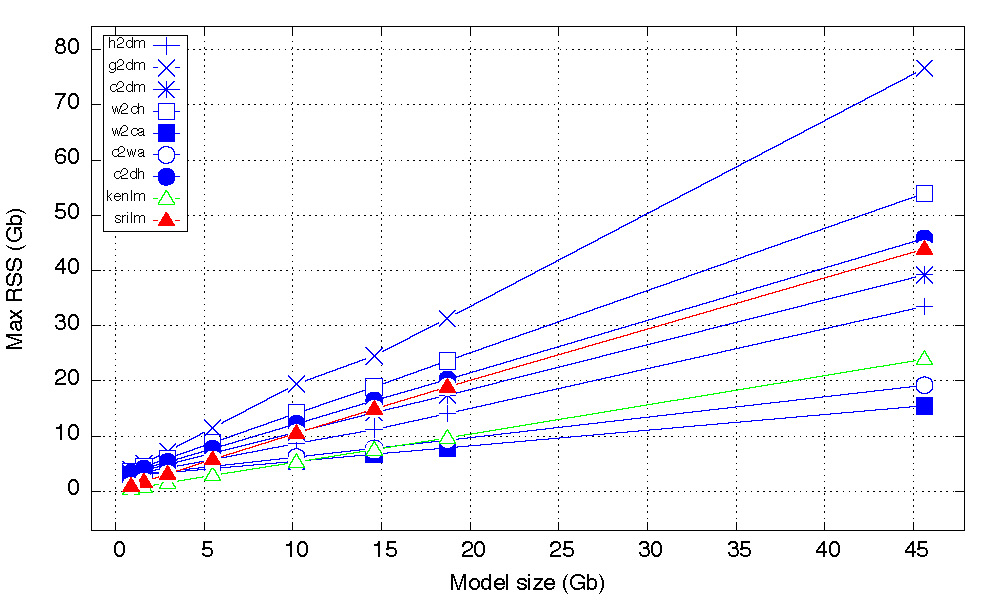 80
70
60
50
40
30
20
10
0
Max RSS (Gb)
h2dm
g2dm
c2dm
w2ch
w2ca
c2wa
c2dh
kenlm
srilm
0 5 10 15 20 25 30 35 40 45
Model size (Gb)